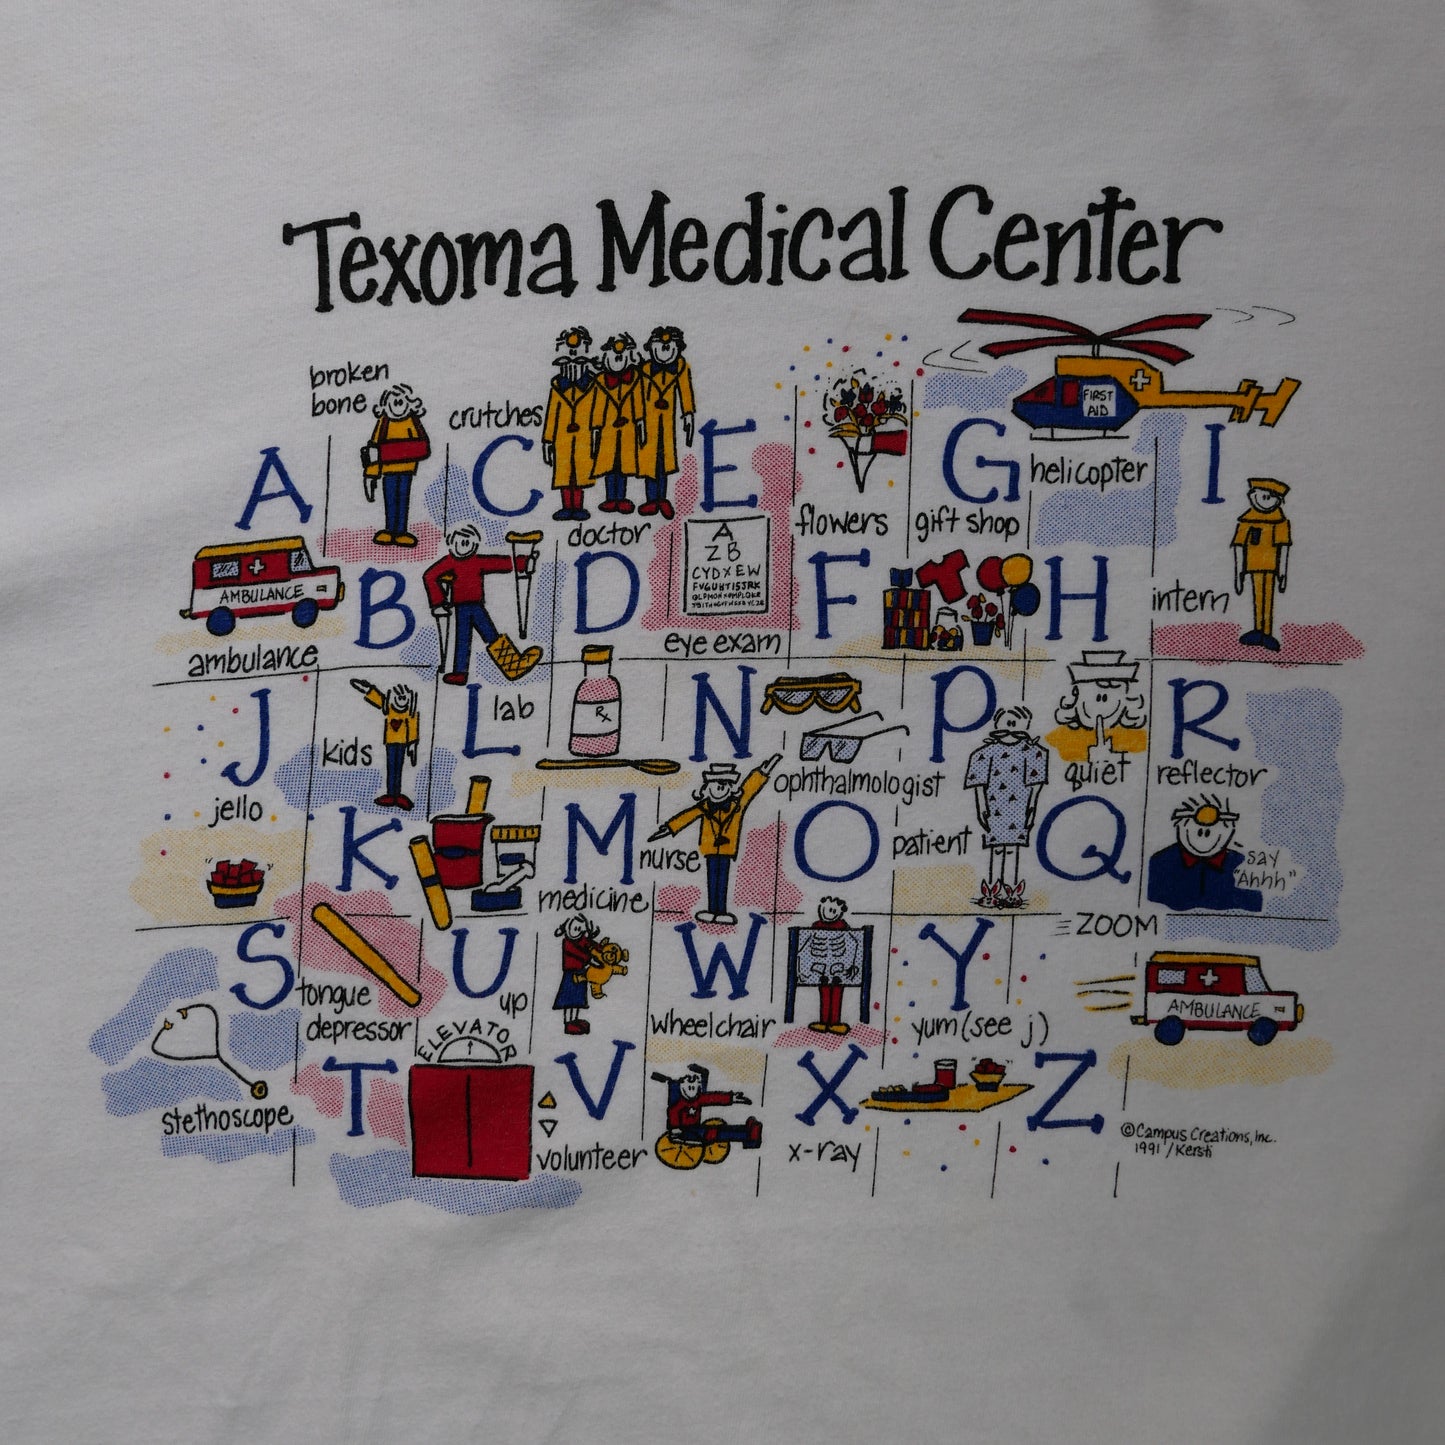 Texoma Medical Center
broken
bone
crutches
A
C
E
G
I
FIRST
AID
helicopter
doctor
flowers
gift shop
A
Z B
CYDXEW
AMBULANCE
ambulance
B
D
eye exam
F
H
intern
J
jello
kids
K
L
lab
Rx
M
medicine
N
nurse
ophthalmologist
O
P
patient
quiet
Q
R
reflector
say
"Ahhh"
S
stethoscope
tongue
depressor
T
U
up
ELEVATOR
V
volunteer
W
wheelchair
X
x-ray
Y
yum (see j)
Z
ZOOM
AMBULANCE
©Campus Creations, Inc.
1991/Kersti